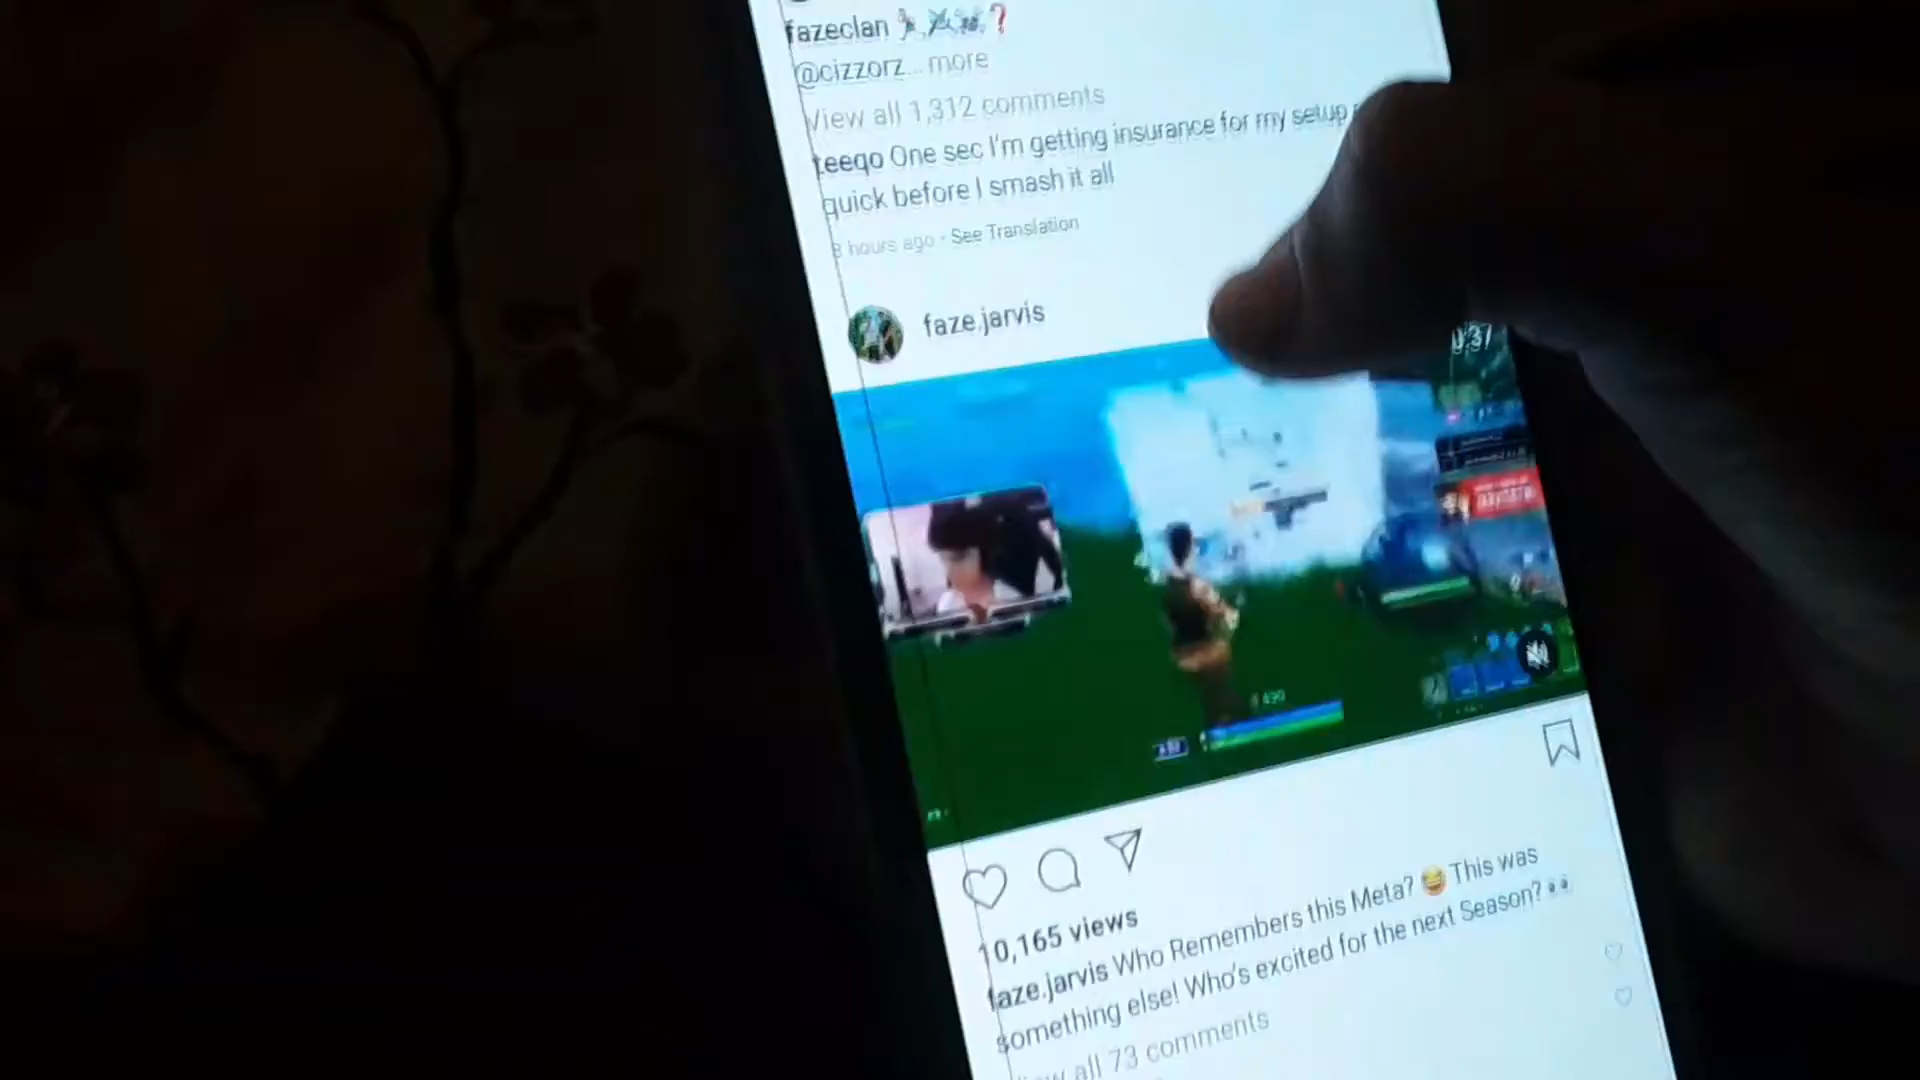 fazeclan ❓
@cizzorz... more
View all 1,312 comments
teeqo One sec I'm getting insurance for my setup
quick before I smash it all
8 hours ago · See Translation
faze.jarvis
0:37
10,165 views
faze.jarvis Who Remembers this Meta? 😂 This was
something else! Who's excited for the next Season? 👀
all 73 comments